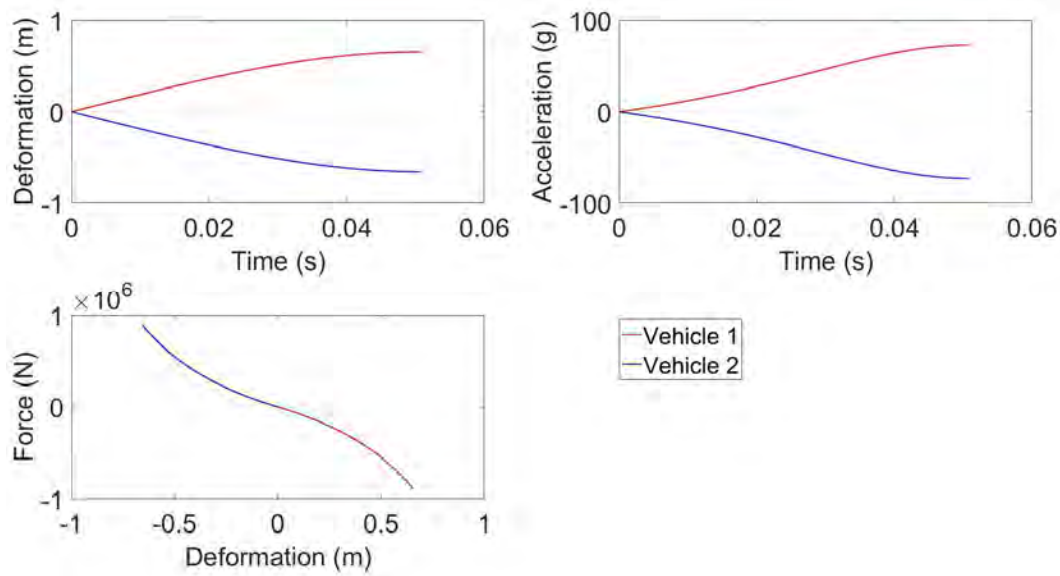 Deformation (m)
1
0
-1
0 0.02 0.04 0.06
Time (s)
Acceleration (g)
100
0
-100
0 0.02 0.04 0.06
Time (s)
×10⁶
Force (N)
1
0
-1
-1 -0.5 0 0.5 1
Deformation (m)
Vehicle 1
Vehicle 2